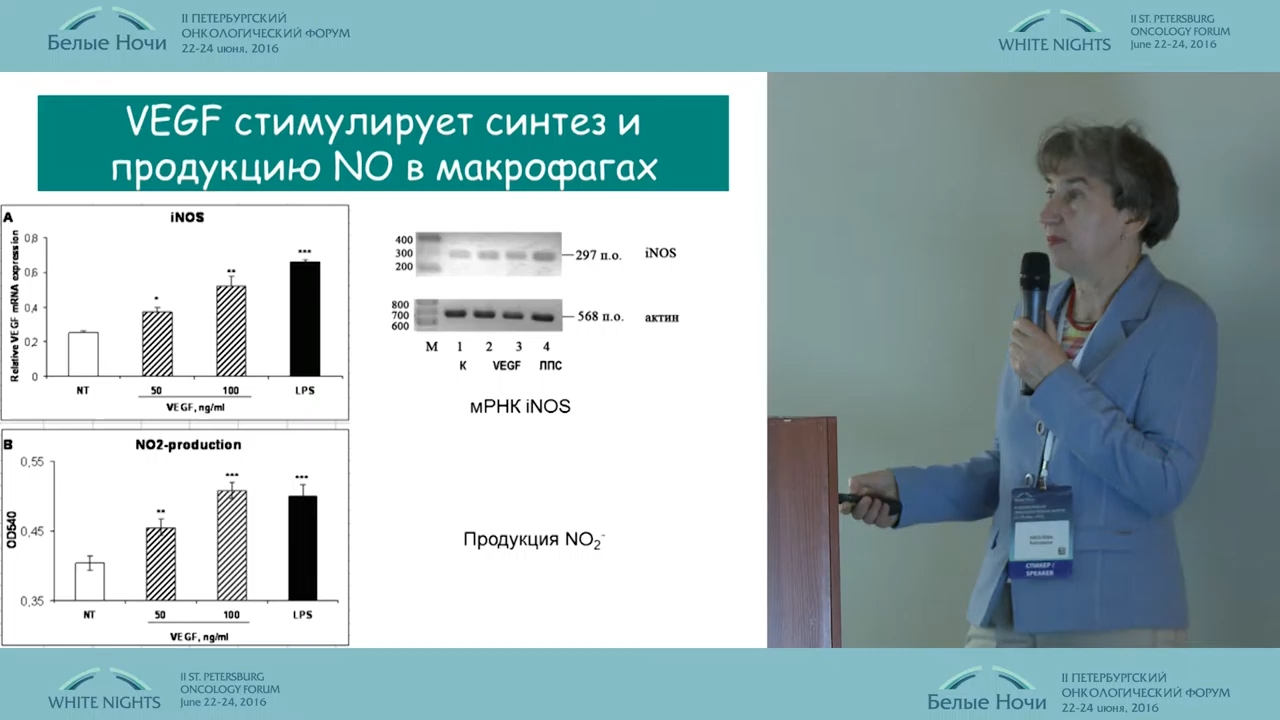 Белые Ночи
II ПЕТЕРБУРГСКИЙ
ОНКОЛОГИЧЕСКИЙ ФОРУМ
22-24 июня, 2016
WHITE NIGHTS
II ST. PETERSBURG
ONCOLOGY FORUM
June 22-24, 2016
VEGF стимулирует синтез и
продукцию NO в макрофагах
A
iNOS
Relative VEGF mRNA expression
0,8
0,6
0,4
0,2
0
*
**
***
NT
50
100
LPS
VEGF, ng/ml
400
300
200
297 п.о.
iNOS
800
700
600
568 п.о.
актин
M 1 2 3 4
К VEGF ЛПС
мРНК iNOS
B
NO2-production
OD540
0,55
0,45
0,35
**
***
***
NT
50
100
LPS
VEGF, ng/ml
Продукция NO2-
СПИКЕР /
SPEAKER
WHITE NIGHTS
II ST. PETERSBURG
ONCOLOGY FORUM
June 22-24, 2016
Белые Ночи
II ПЕТЕРБУРГСКИЙ
ОНКОЛОГИЧЕСКИЙ ФОРУМ
22-24 июня, 2016